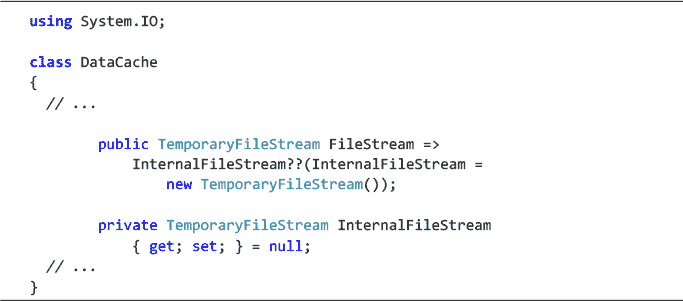 using System.IO;
class DataCache
{
// ...
public TemporaryFileStream FileStream =>
InternalFileStream??(InternalFileStream =
new TemporaryFileStream());
private TemporaryFileStream InternalFileStream
{ get; set; } = null;
// ...
}